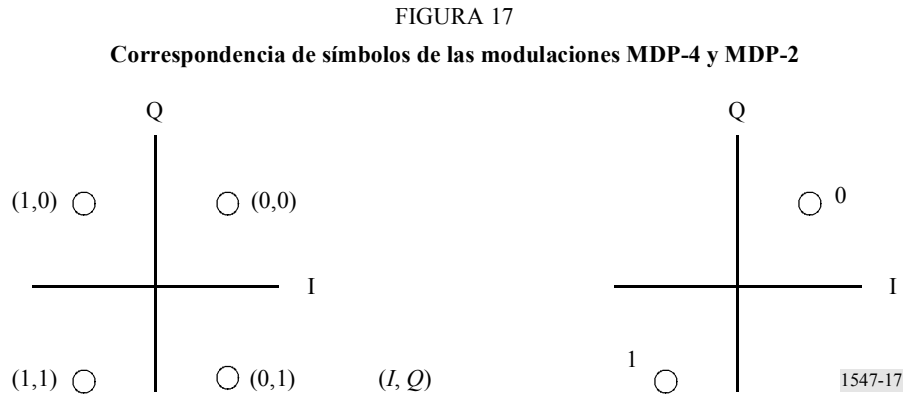 FIGURA 17
Correspondencia de símbolos de las modulaciones MDP-4 y MDP-2
Q
Q
(1,0)
(0,0)
0
I
I
(1,1)
(0,1)
(I, Q)
1
1547-17